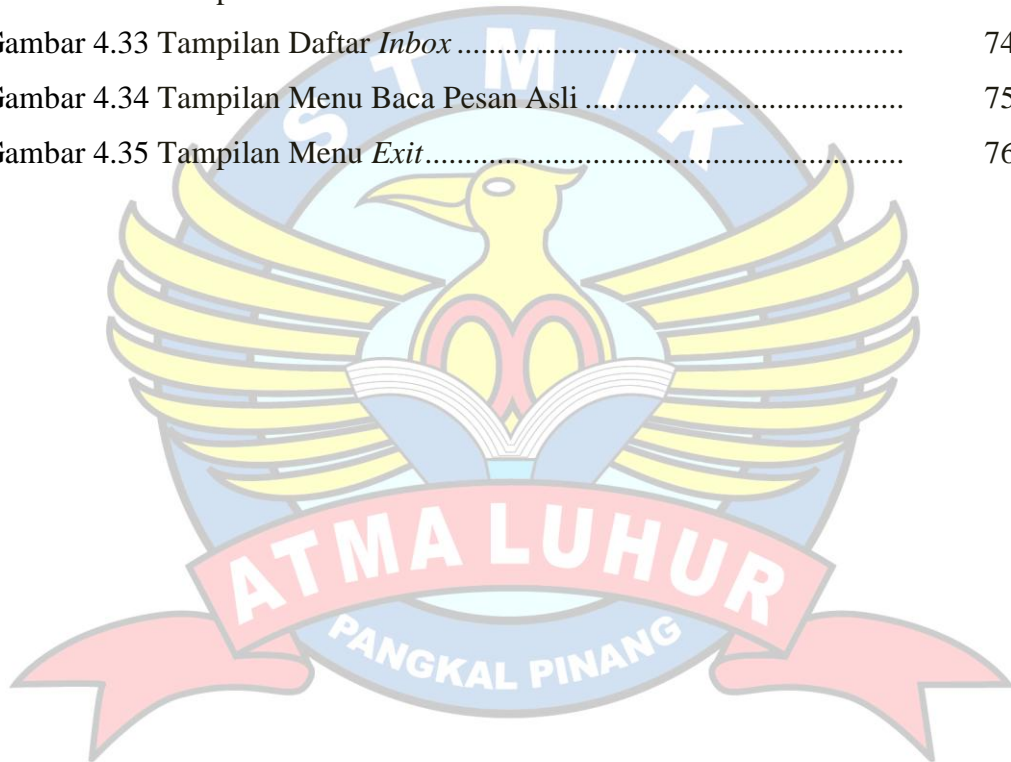 Gambar 4.33 Tampilan Daftar Inbox ........................................................ 74
Gambar 4.34 Tampilan Menu Baca Pesan Asli ........................................ 75
Gambar 4.35 Tampilan Menu Exit............................................................ 76
STMIK
ATMA LUHUR
PANGKAL PINANG